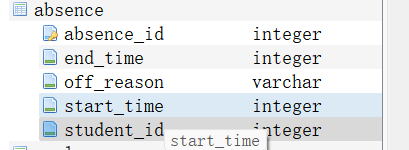 absence
absence_id integer
end_time integer
off_reason varchar
start_time integer
student_id integer
start_time